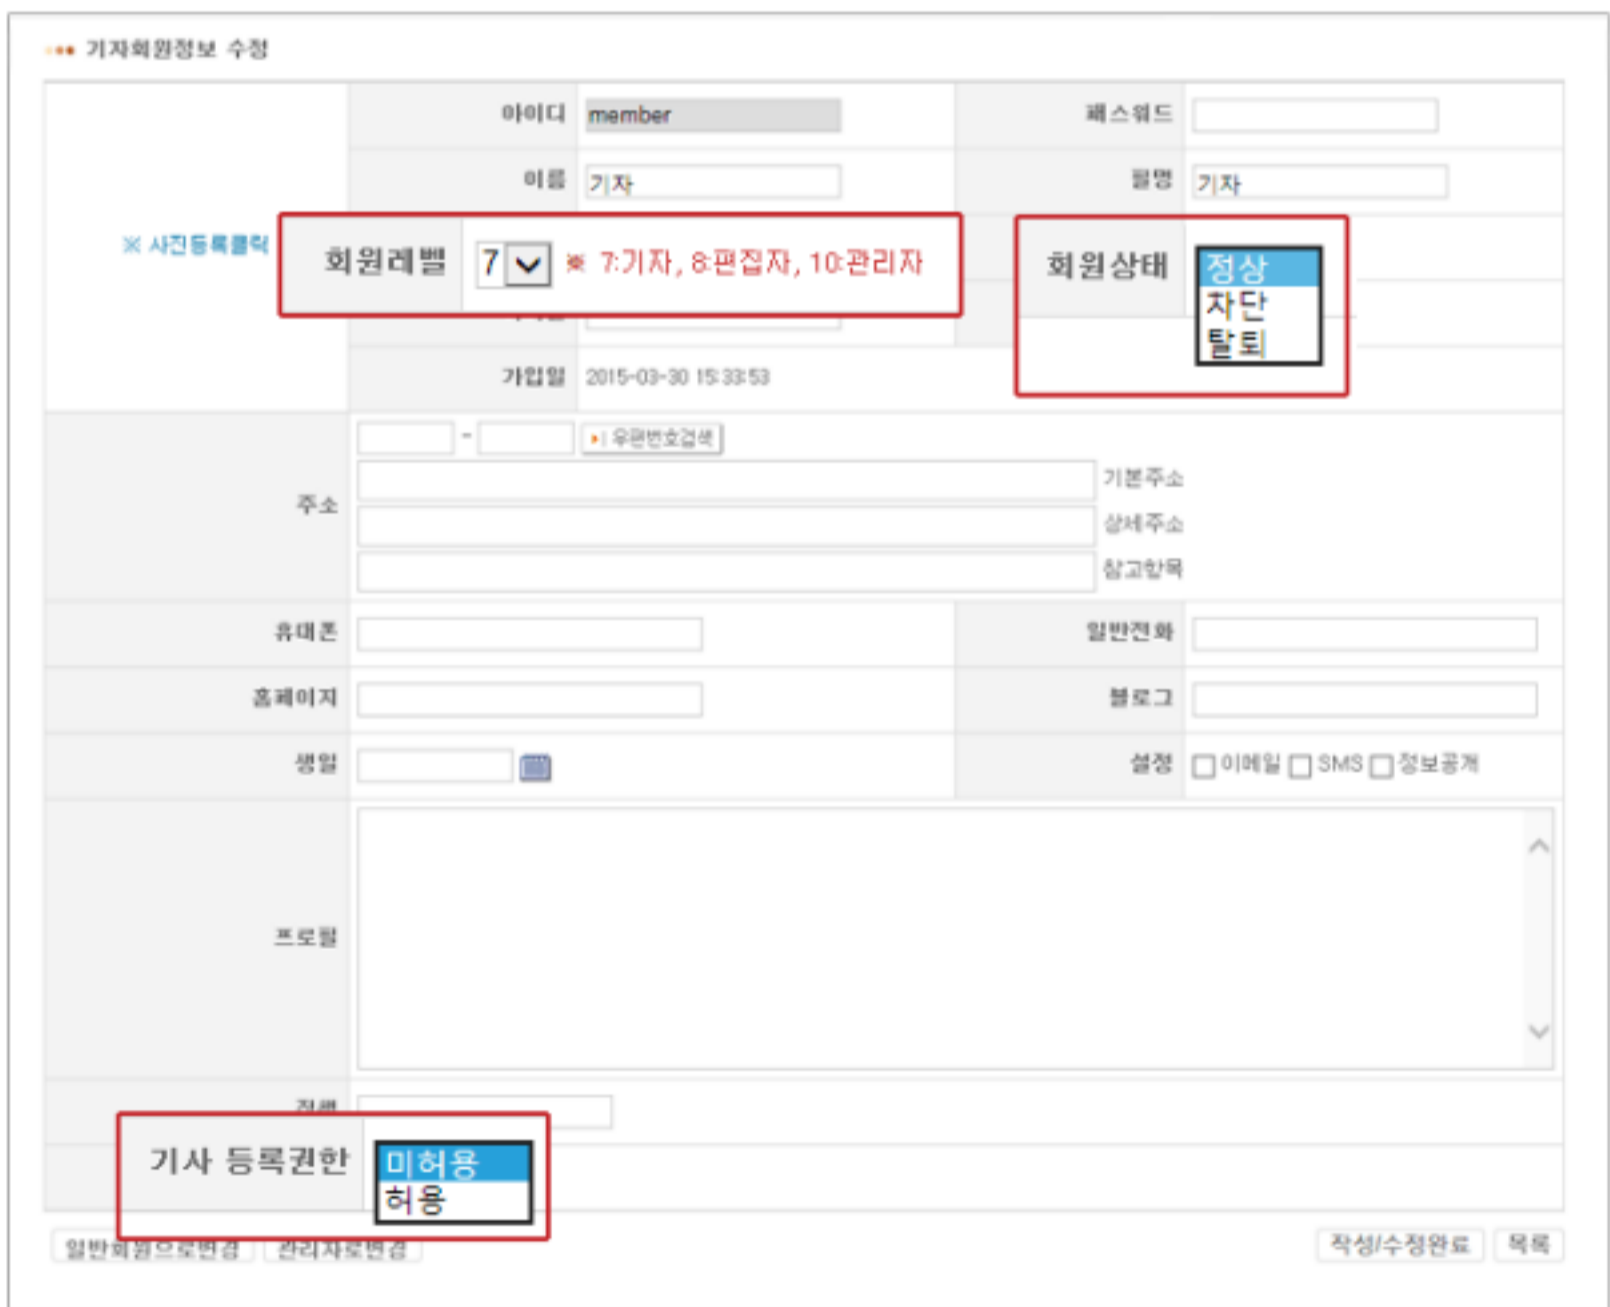 기자회원정보 수정
아이디 member 패스워드
이름 기자 필명 기자
※ 사진등록클릭
회원레벨 7 ※ 7:기자, 8:편집자, 10:관리자
회원상태 정상
차단
탈퇴
가입일 2015-03-30 15:33:53
- 우편번호검색
주소
기본주소
상세주소
참고항목
휴대폰 일반전화
홈페이지 블로그
생일 설정 이메일 SMS 정보공개
프로필
기사 등록권한 미허용
허용
일반회원으로변경 관리자로변경 작성/수정완료 목록